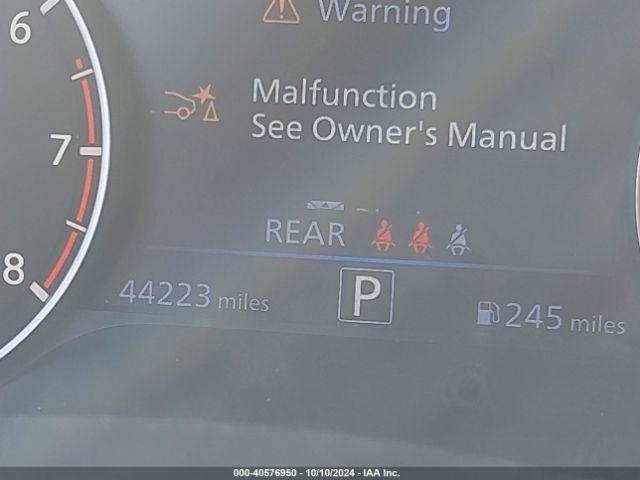 6
Warning
Malfunction
See Owner's Manual
7
REAR
8
44223 miles
P
245 miles
000-40576950 - 10/10/2024 - IAA Inc.